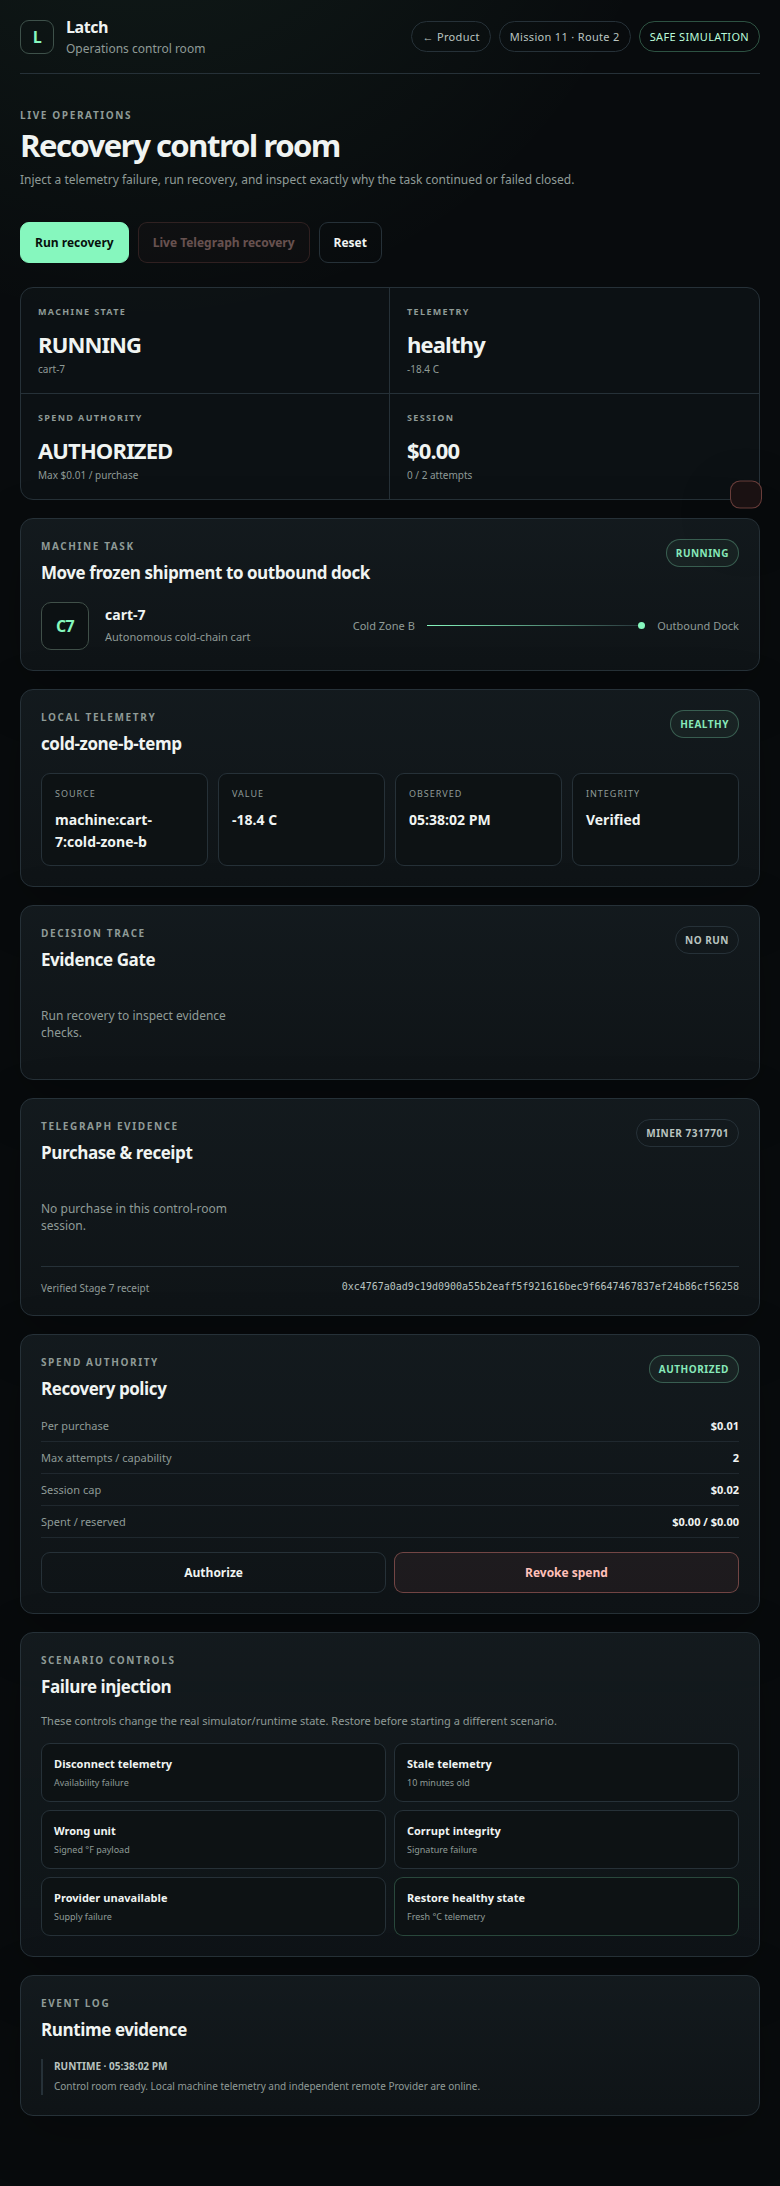 L
Latch
Operations control room
← Product
Mission 11 · Route 2
SAFE SIMULATION
LIVE OPERATIONS
Recovery control room
Inject a telemetry failure, run recovery, and inspect exactly why the task continued or failed closed.
Run recovery
Live Telegraph recovery
Reset
MACHINE STATE
RUNNING
cart-7
TELEMETRY
healthy
-18.4 C
SPEND AUTHORITY
AUTHORIZED
Max $0.01 / purchase
SESSION
$0.00
0 / 2 attempts
MACHINE TASK
Move frozen shipment to outbound dock
RUNNING
C7
cart-7
Autonomous cold-chain cart
Cold Zone B
Outbound Dock
LOCAL TELEMETRY
cold-zone-b-temp
HEALTHY
SOURCE
machine:cart-
7:cold-zone-b
VALUE
-18.4 C
OBSERVED
05:38:02 PM
INTEGRITY
Verified
DECISION TRACE
Evidence Gate
NO RUN
Run recovery to inspect evidence
checks.
TELEGRAPH EVIDENCE
Purchase & receipt
MINER 7317701
No purchase in this control-room
session.
Verified Stage 7 receipt
0xc4767a0ad9c19d0900a55b2eaff5f921616bec9f6647467837ef24b86cf56258
SPEND AUTHORITY
Recovery policy
AUTHORIZED
Per purchase
$0.01
Max attempts / capability
2
Session cap
$0.02
Spent / reserved
$0.00 / $0.00
Authorize
Revoke spend
SCENARIO CONTROLS
Failure injection
These controls change the real simulator/runtime state. Restore before starting a different scenario.
Disconnect telemetry
Availability failure
Stale telemetry
10 minutes old
Wrong unit
Signed °F payload
Corrupt integrity
Signature failure
Provider unavailable
Supply failure
Restore healthy state
Fresh °C telemetry
EVENT LOG
Runtime evidence
RUNTIME · 05:38:02 PM
Control room ready. Local machine telemetry and independent remote Provider are online.